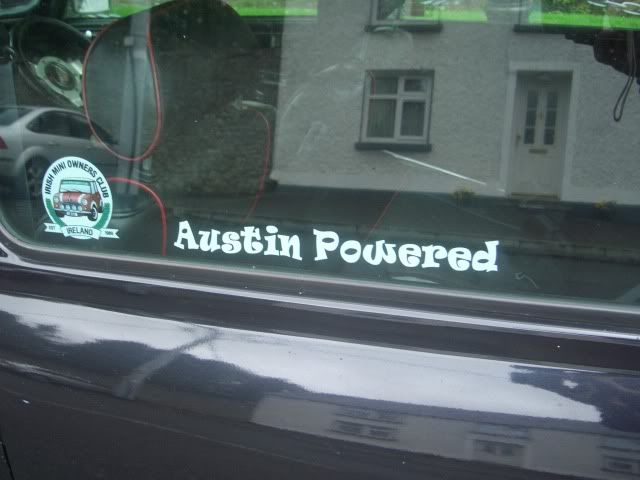 IRISH MINI OWNERS CLUB
IRELAND
Austin Powered